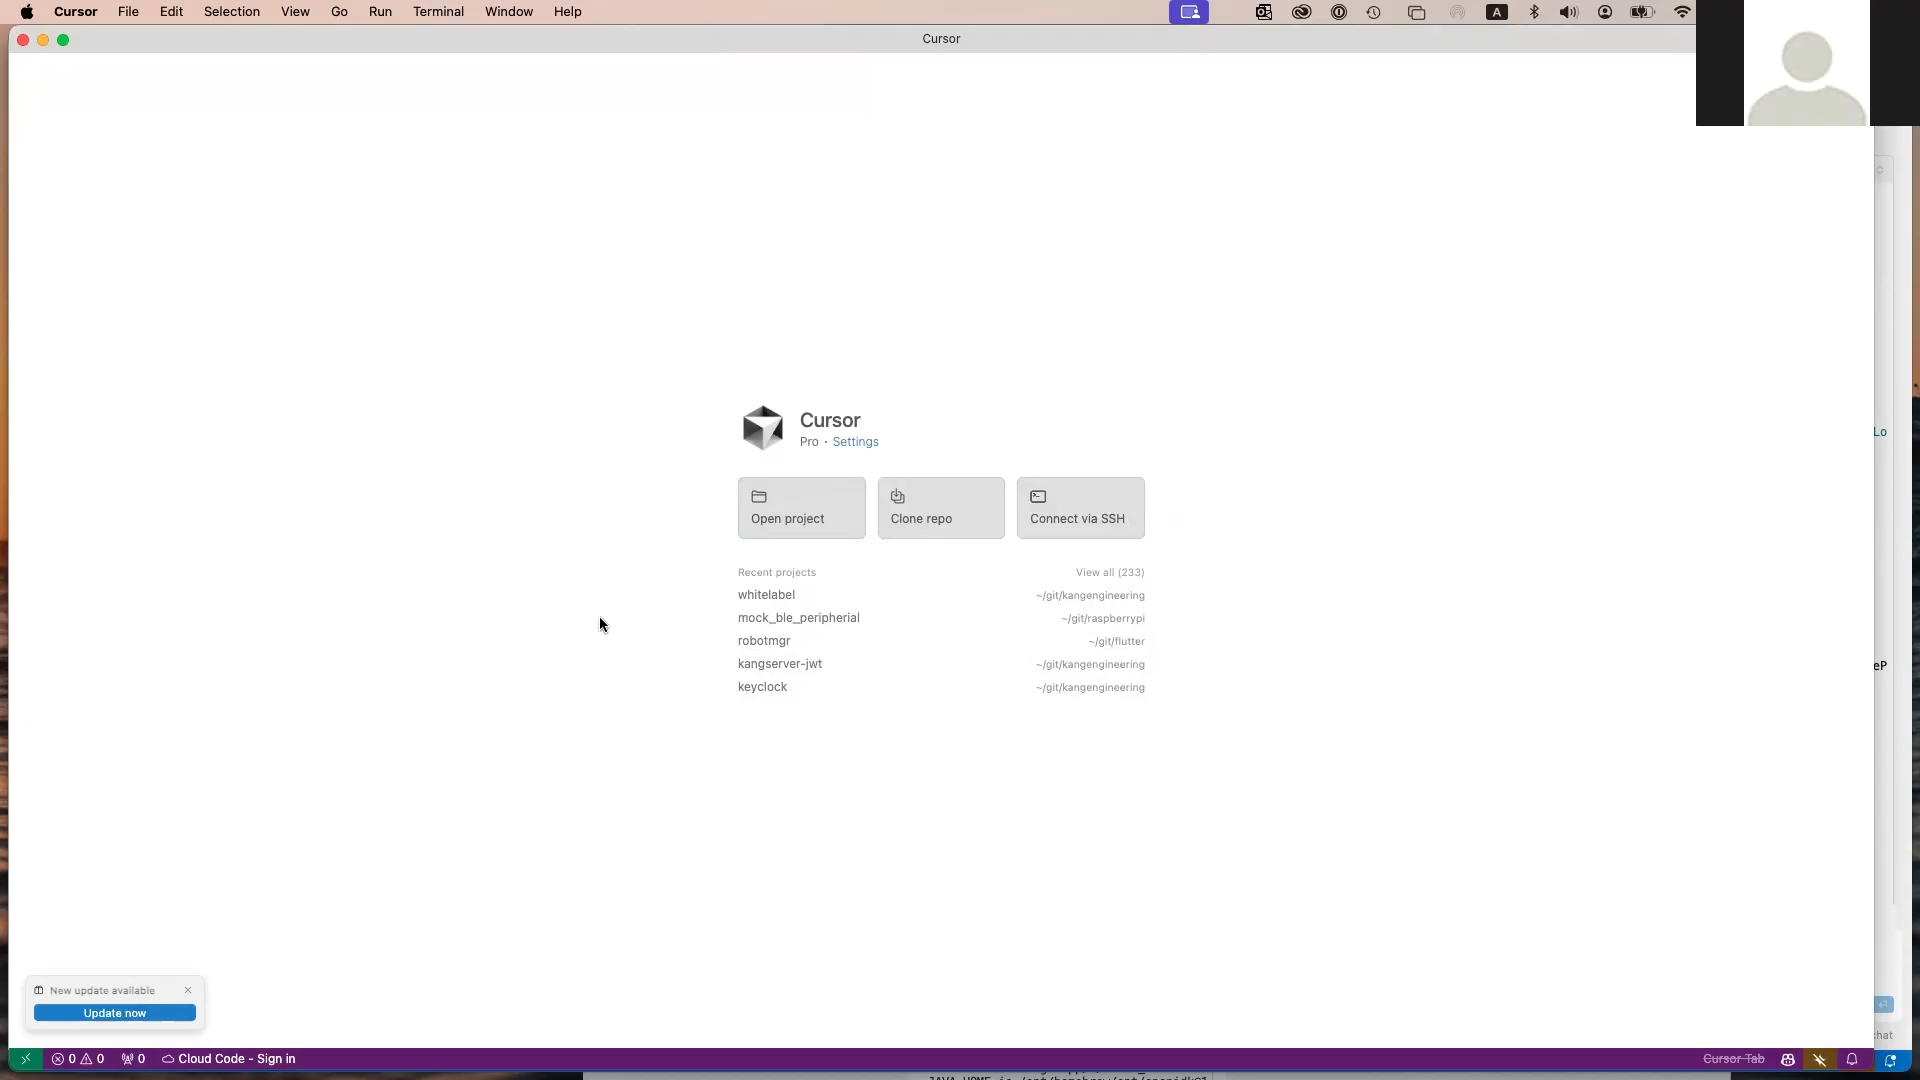 Cursor File Edit Selection View Go Run Terminal Window Help
A
Cursor
Lo
Cursor
Pro · Settings
Open project Clone repo Connect via SSH
Recent projects View all (233)
whitelabel ~/git/kangengineering
mock_ble_peripherial ~/git/raspberrypi
robotmgr ~/git/flutter
eP
kangserver-jwt ~/git/kangengineering
keyclock ~/git/kangengineering
New update available
Update now
hat
0 0 0 Cloud Code - Sign in Cursor Tab